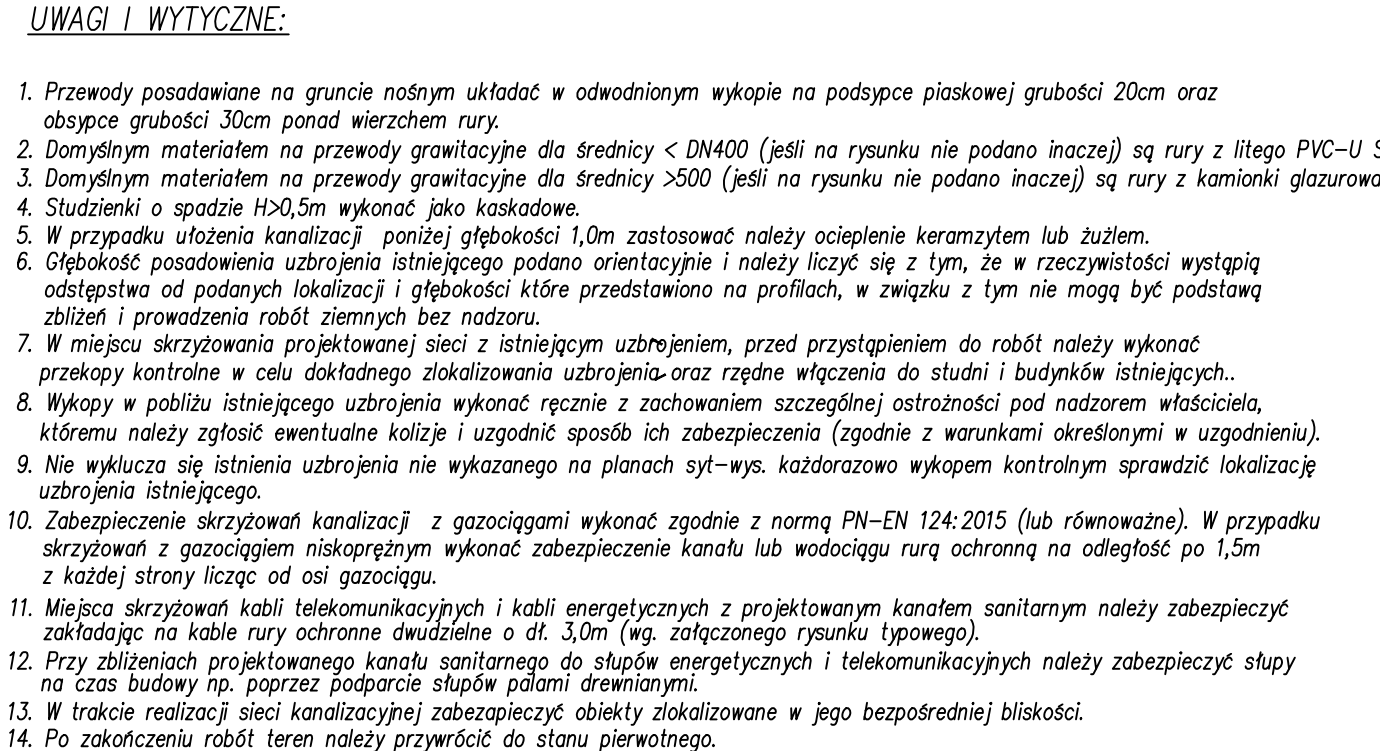 UWAGI I WYTYCZNE:
1. Przewody posadawiane na gruncie nośnym układać w odwodnionym wykopie na podsypce piaskowej grubości 20cm oraz
obsypce grubości 30cm ponad wierzchem rury.
2. Domyślnym materiałem na przewody grawitacyjne dla średnicy < DN400 (jeśli na rysunku nie podano inaczej) są rury z litego PVC-U S
3. Domyślnym materiałem na przewody grawitacyjne dla średnicy >500 (jeśli na rysunku nie podano inaczej) są rury z kamionki glazurowa
4. Studzienki o spadzie H>0,5m wykonać jako kaskadowe.
5. W przypadku ułożenia kanalizacji poniżej głębokości 1,0m zastosować należy ocieplenie keramzytem lub żużlem.
6. Głębokość posadowienia uzbrojenia istniejącego podano orientacyjnie i należy liczyć się z tym, że w rzeczywistości wystąpią
odstępstwa od podanych lokalizacji i głębokości które przedstawiono na profilach, w związku z tym nie mogą być podstawą
zbliżeń i prowadzenia robót ziemnych bez nadzoru.
7. W miejscu skrzyżowania projektowanej sieci z istniejącym uzbrojeniem, przed przystąpieniem do robót należy wykonać
przekopy kontrolne w celu dokładnego zlokalizowania uzbrojenia oraz rzędne włączenia do studni i budynków istniejących..
8. Wykopy w pobliżu istniejącego uzbrojenia wykonać ręcznie z zachowaniem szczególnej ostrożności pod nadzorem właściciela,
któremu należy zgłosić ewentualne kolizje i uzgodnić sposób ich zabezpieczenia (zgodnie z warunkami określonymi w uzgodnieniu).
9. Nie wyklucza się istnienia uzbrojenia nie wykazanego na planach syt-wys. każdorazowo wykopem kontrolnym sprawdzić lokalizację
uzbrojenia istniejącego.
10. Zabezpieczenie skrzyżowań kanalizacji z gazociągami wykonać zgodnie z normą PN-EN 124:2015 (lub równoważne). W przypadku
skrzyżowań z gazociągiem niskoprężnym wykonać zabezpieczenie kanału lub wodociągu rurą ochronną na odległość po 1,5m
z każdej strony licząc od osi gazociągu.
11. Miejsca skrzyżowań kabli telekomunikacyjnych i kabli energetycznych z projektowanym kanałem sanitarnym należy zabezpieczyć
zakładając na kable rury ochronne dwudzielne o dł. 3,0m (wg. załączonego rysunku typowego).
12. Przy zbliżeniach projektowanego kanału sanitarnego do słupów energetycznych i telekomunikacyjnych należy zabezpieczyć słupy
na czas budowy np. poprzez podparcie słupów palami drewnianymi.
13. W trakcie realizacji sieci kanalizacyjnej zabezapieczyć obiekty zlokalizowane w jego bezpośredniej bliskości.
14. Po zakończeniu robót teren należy przywrócić do stanu pierwotnego.